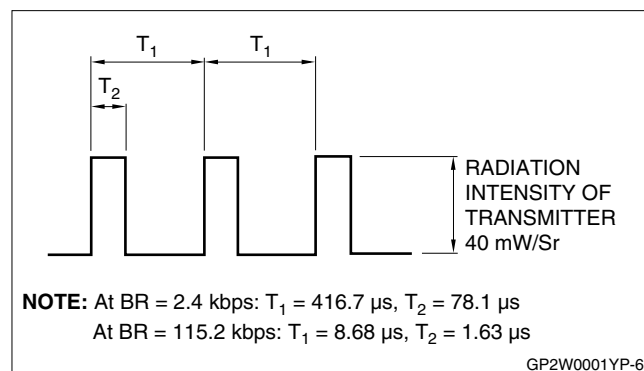 T1 T1
T2
RADIATION
INTENSITY OF
TRANSMITTER
40 mW/Sr
NOTE: At BR = 2.4 kbps: T1 = 416.7 µs, T2 = 78.1 µs
At BR = 115.2 kbps: T1 = 8.68 µs, T2 = 1.63 µs
GP2W0001YP-6